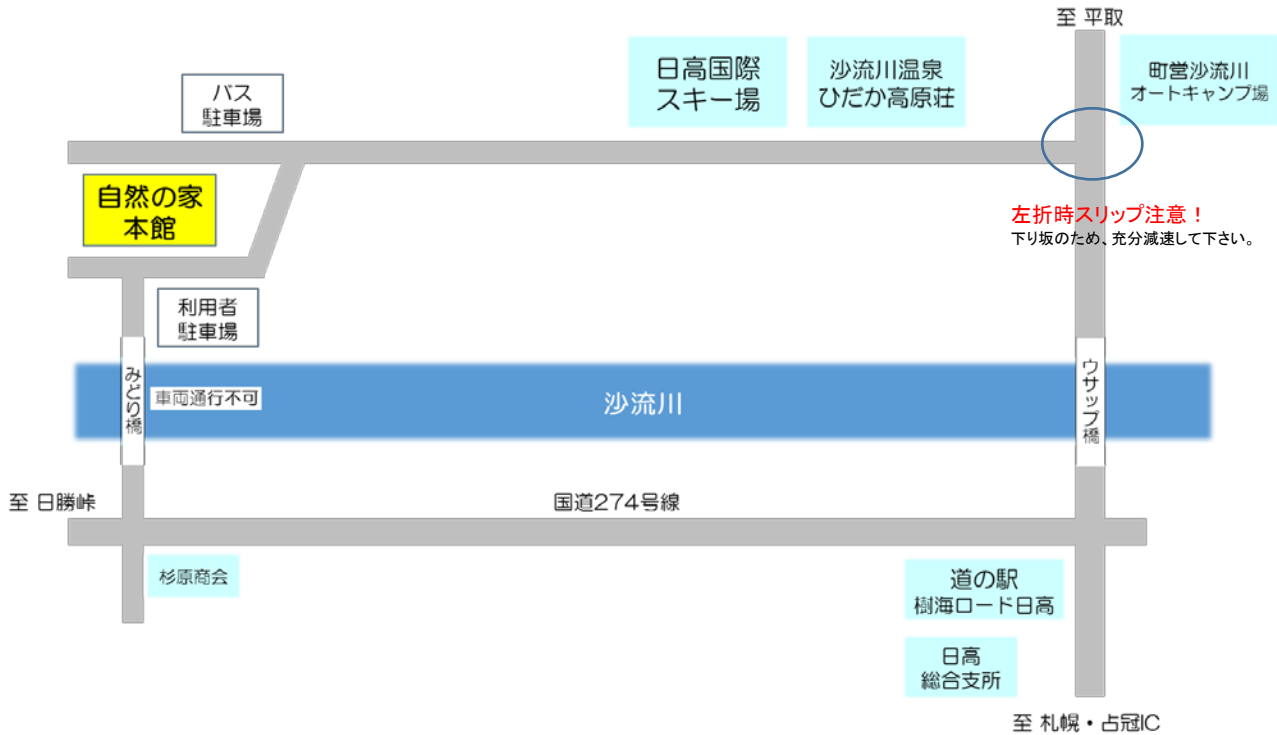 至 平取
日高国際
スキー場
沙流川温泉
ひだか高原荘
町営沙流川
オートキャンプ場
バス
駐車場
自然の家
本館
左折時スリップ注意！
下り坂のため、充分減速して下さい。
利用者
駐車場
みどり橋
車両通行不可
沙流川
ウサップ橋
至 日勝峠
国道274号線
杉原商会
道の駅
樹海ロード日高
日高
総合支所
至 札幌・占冠IC